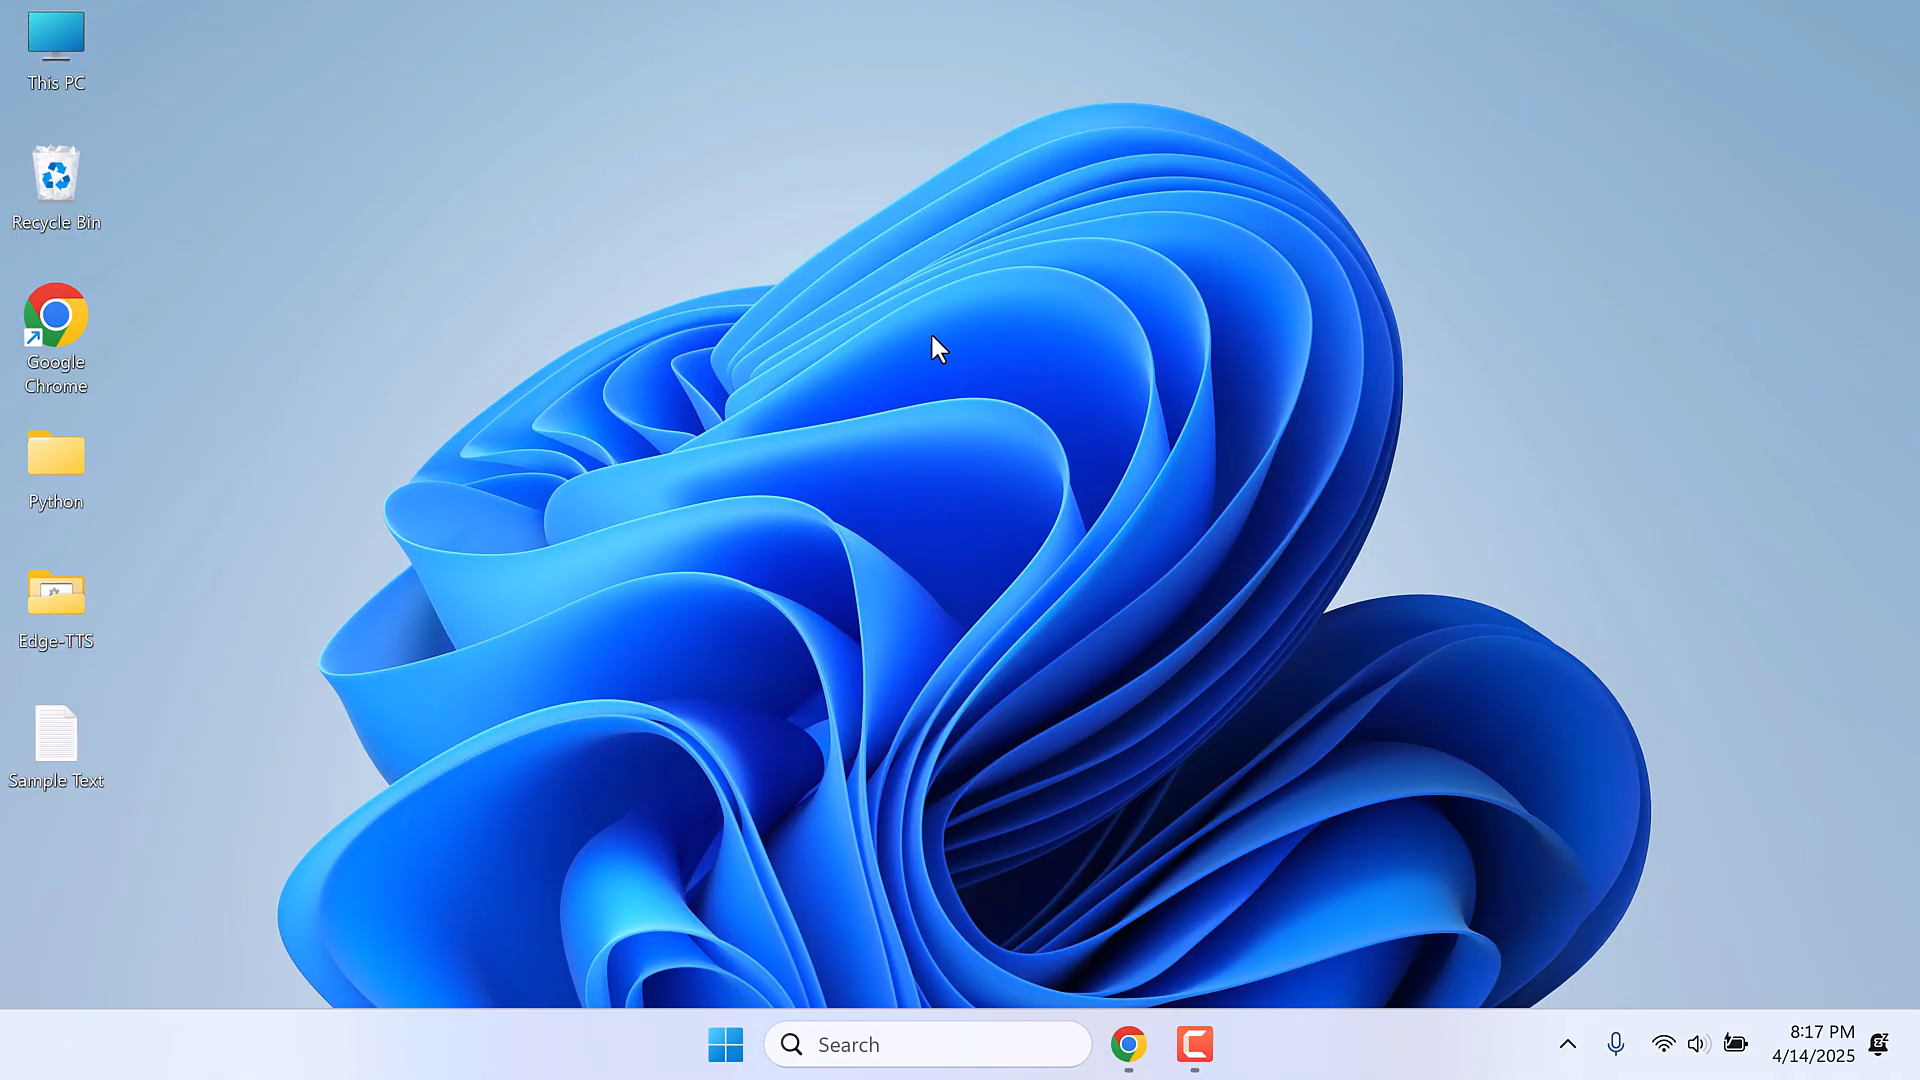 This PC
Recycle Bin
Google
Chrome
Python
Edge-TTS
Sample Text
Search
8:17 PM
4/14/2025